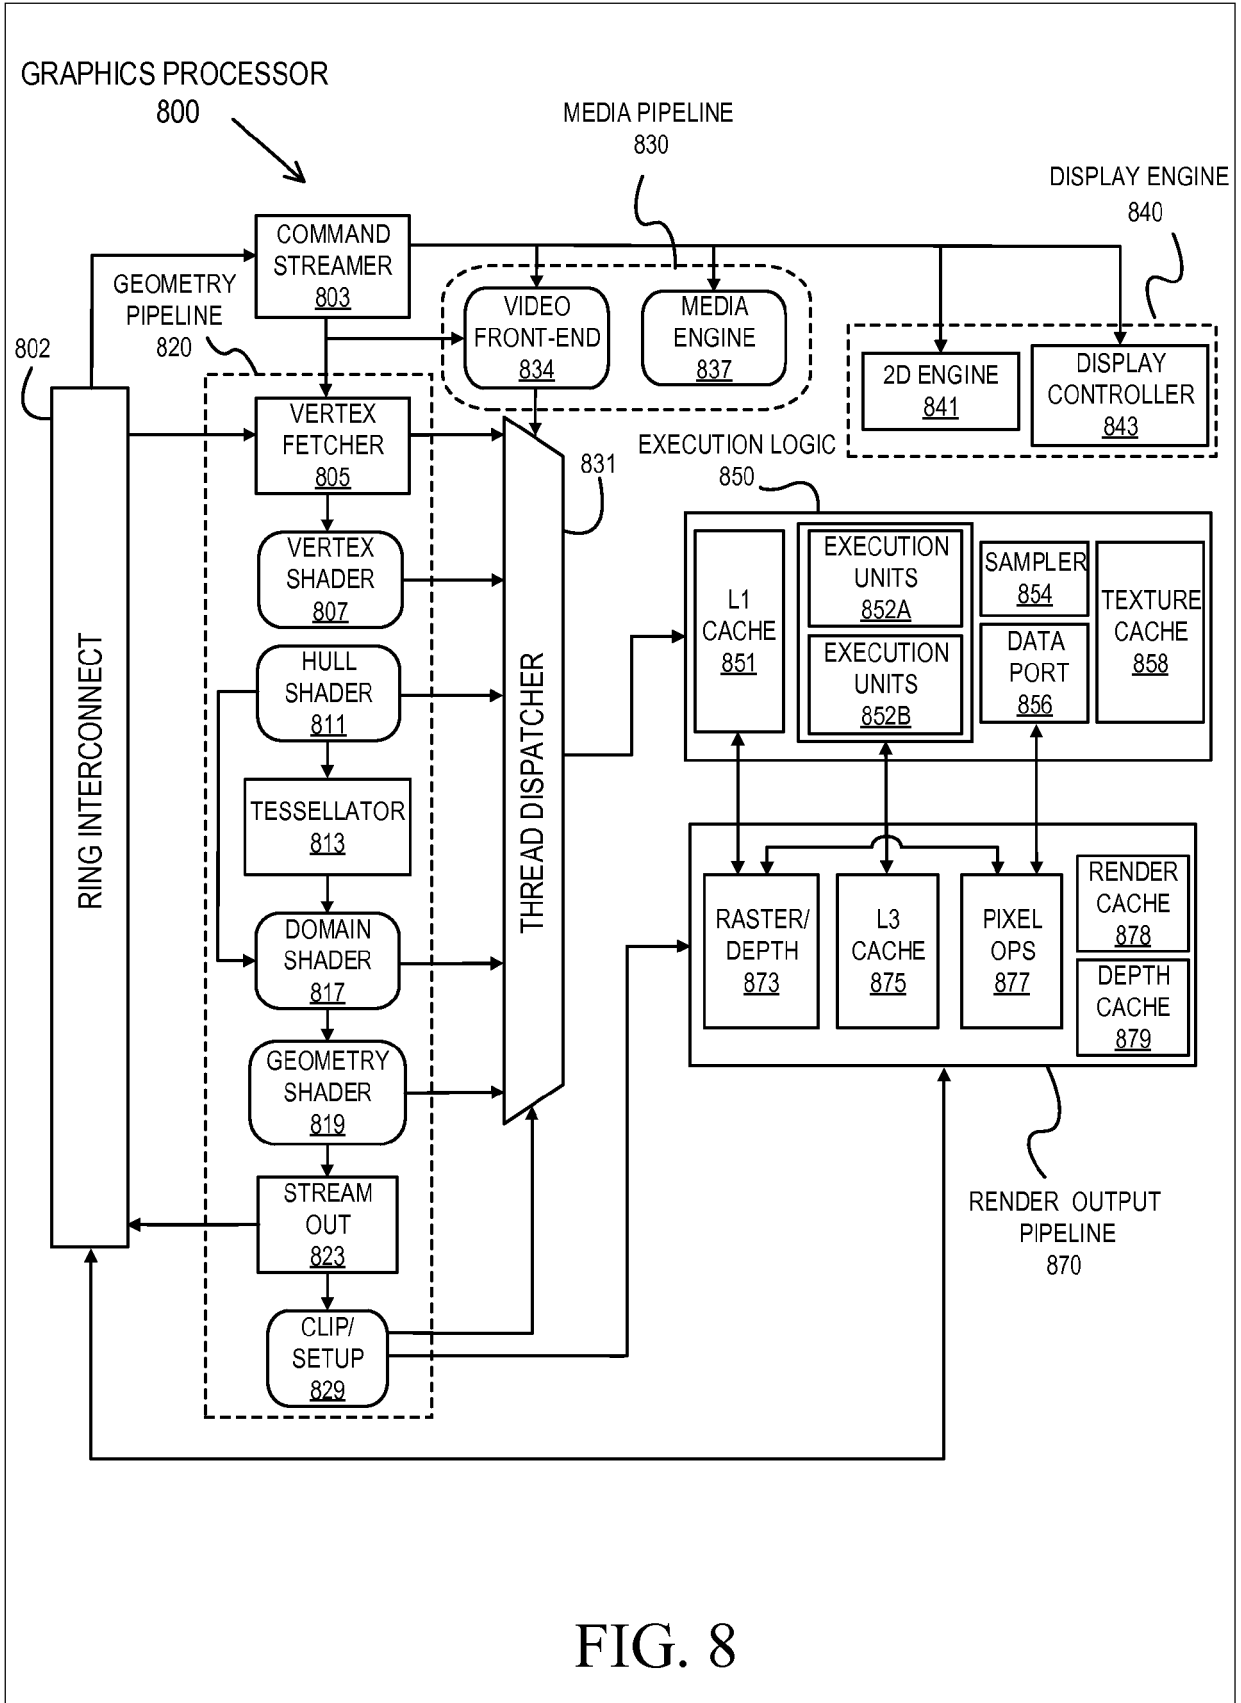 GRAPHICS PROCESSOR
800
MEDIA PIPELINE
830
DISPLAY ENGINE
840
COMMAND
STREAMER
803
GEOMETRY
PIPELINE
820
VIDEO
FRONT-END
834
MEDIA
ENGINE
837
2D ENGINE
841
DISPLAY
CONTROLLER
843
802
RING INTERCONNECT
VERTEX
FETCHER
805
VERTEX
SHADER
807
HULL
SHADER
811
TESSELLATOR
813
DOMAIN
SHADER
817
GEOMETRY
SHADER
819
STREAM
OUT
823
CLIP/
SETUP
829
THREAD DISPATCHER
831
EXECUTION LOGIC
850
L1
CACHE
851
EXECUTION
UNITS
852A
EXECUTION
UNITS
852B
SAMPLER
854
DATA
PORT
856
TEXTURE
CACHE
858
RASTER/
DEPTH
873
L3
CACHE
875
PIXEL
OPS
877
RENDER
CACHE
878
DEPTH
CACHE
879
RENDER OUTPUT
PIPELINE
870
FIG. 8